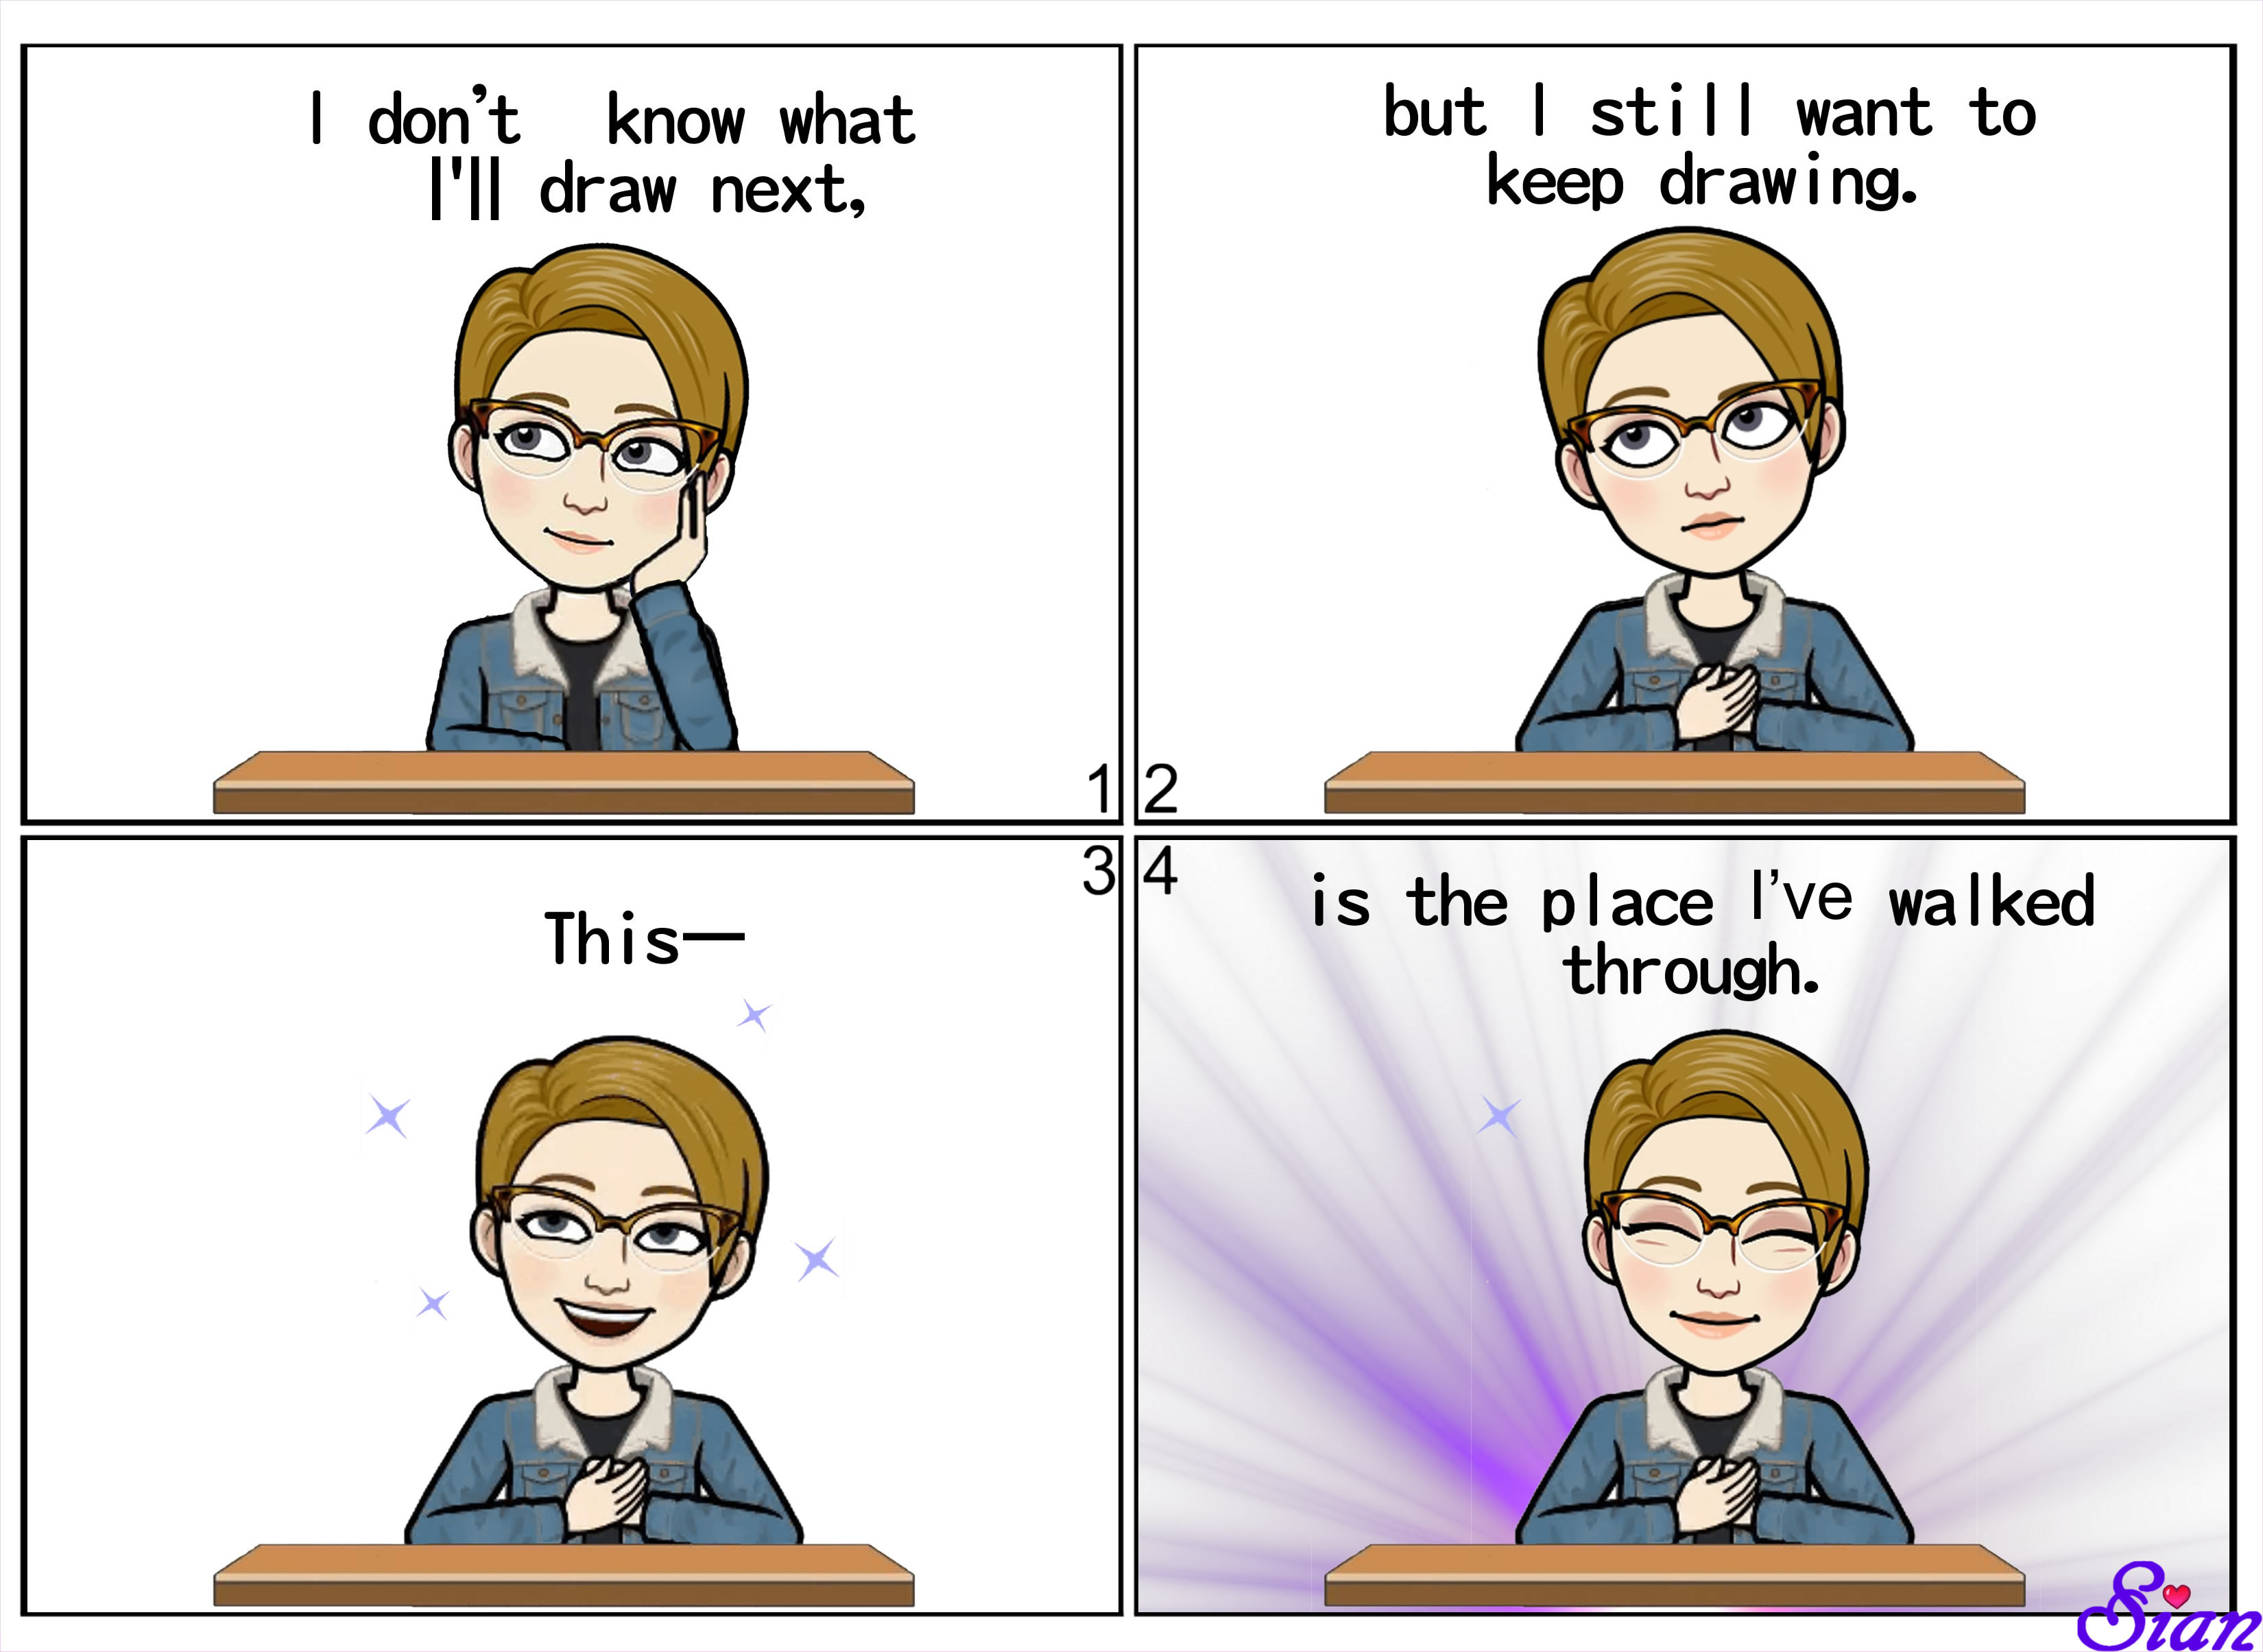 I don't know what
I'll draw next,
1
but I still want to
keep drawing.
2
3
This—
4
is the place I've walked
through.
Sian